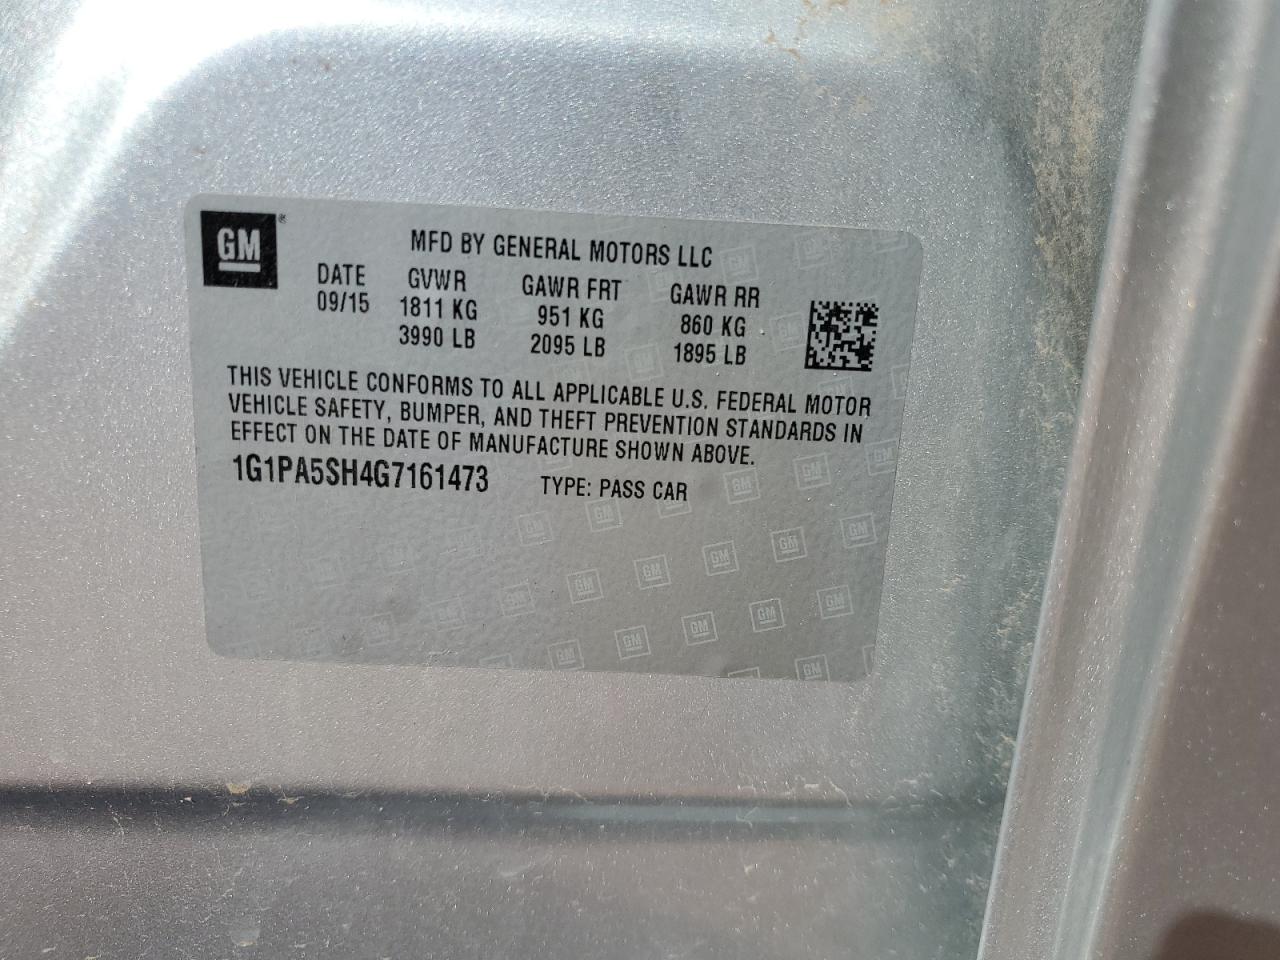 GM®
MFD BY GENERAL MOTORS LLC
DATE GVWR GAWR FRT GAWR RR
09/15 1811 KG 951 KG 860 KG
3990 LB 2095 LB 1895 LB
THIS VEHICLE CONFORMS TO ALL APPLICABLE U.S. FEDERAL MOTOR
VEHICLE SAFETY, BUMPER, AND THEFT PREVENTION STANDARDS IN
EFFECT ON THE DATE OF MANUFACTURE SHOWN ABOVE.
1G1PA5SH4G7161473 TYPE: PASS CAR